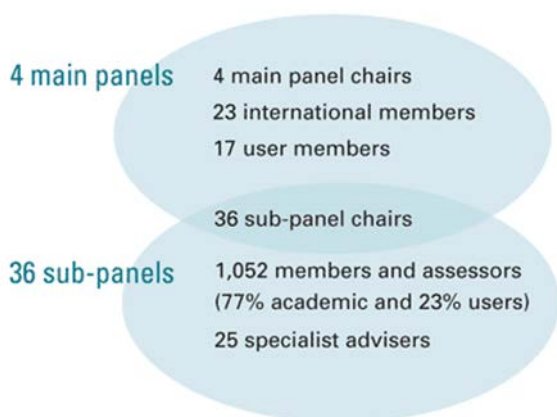 4 main panels
4 main panel chairs
23 international members
17 user members
36 sub-panel chairs
36 sub-panels
1,052 members and assessors
(77% academic and 23% users)
25 specialist advisers